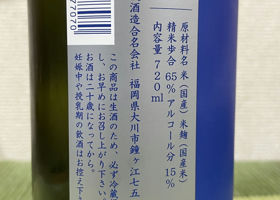 原材料名 米(国産) 米麹(国産米)
精米歩合 65% アルコール分 15%
内容量 720ml
酒造合名会社 福岡県大川市鐘ヶ江七五
この商品は生酒のため、必ず冷蔵
し、お早めにお召し上がり下さい。
お酒は二十歳になってから。
妊娠中や授乳期の飲酒はお控え下
77070